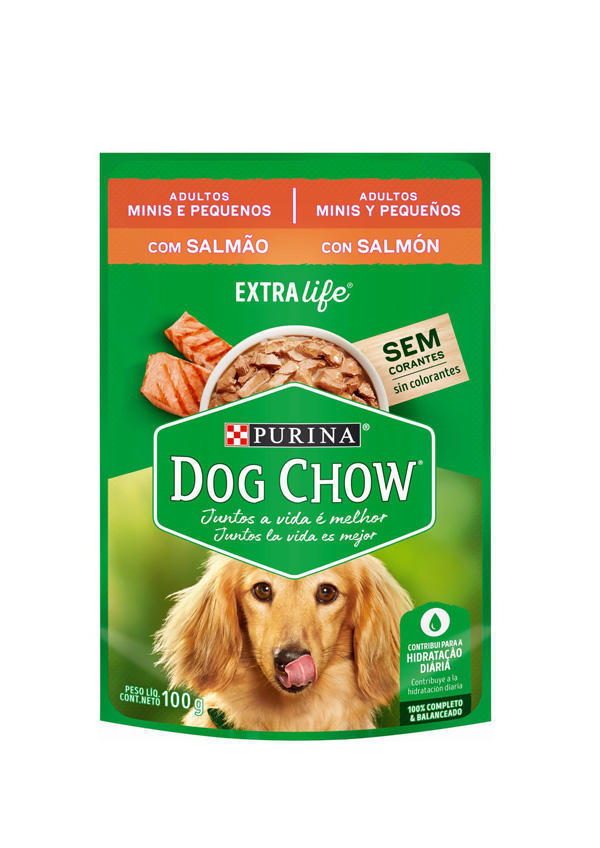 ADULTOS
MINIS E PEQUENOS
ADULTOS
MINIS Y PEQUEÑOS
COM SALMÃO
CON SALMÓN
EXTRA life®
SEM
CORANTES
sin colorantes
PURINA®
DOG CHOW®
Juntos a vida é melhor
Juntos la vida es mejor
CONTRIBUI PARA A
HIDRATAÇÃO
DIÁRIA
Contribuye a la
hidratación diaria
100% COMPLETO
& BALANCEADO
PESO LÍQ.
CONT.NETO 100 g